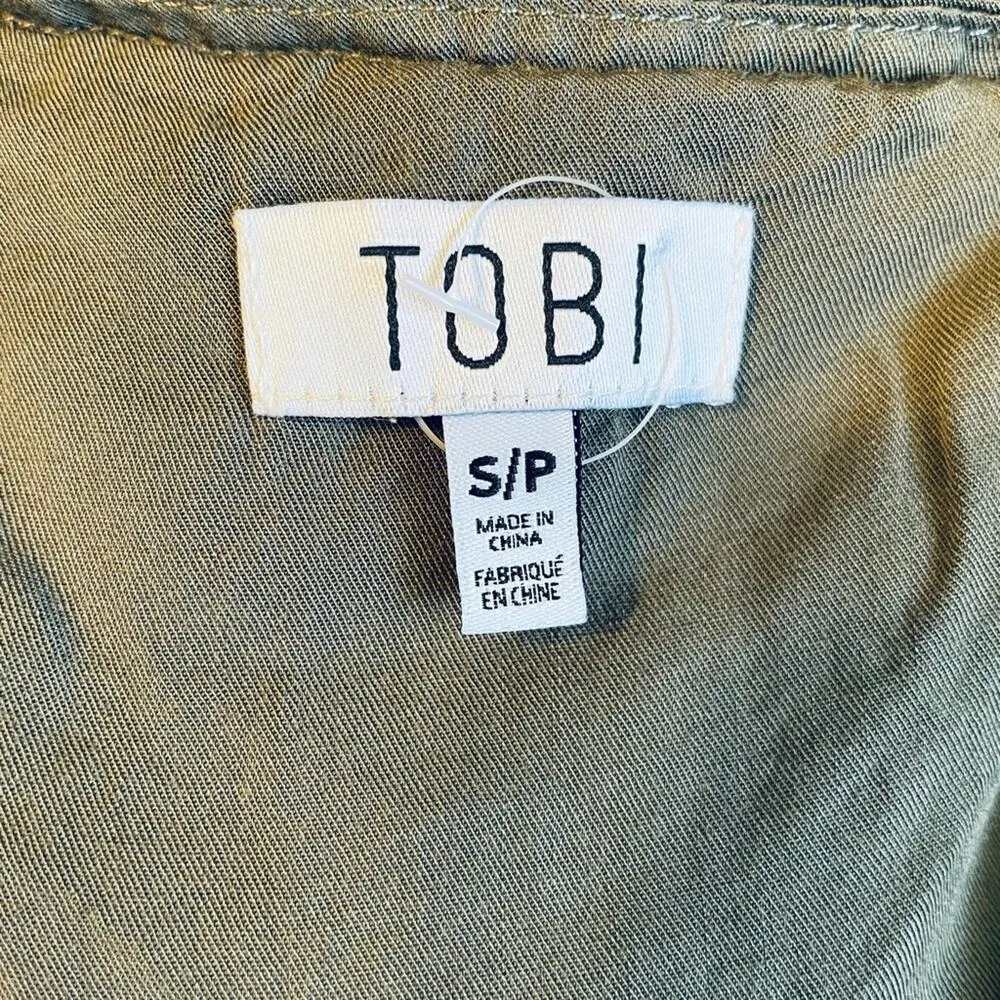 TOBI
S/P
MADE IN
CHINA
FABRIQUÉ
EN CHINE